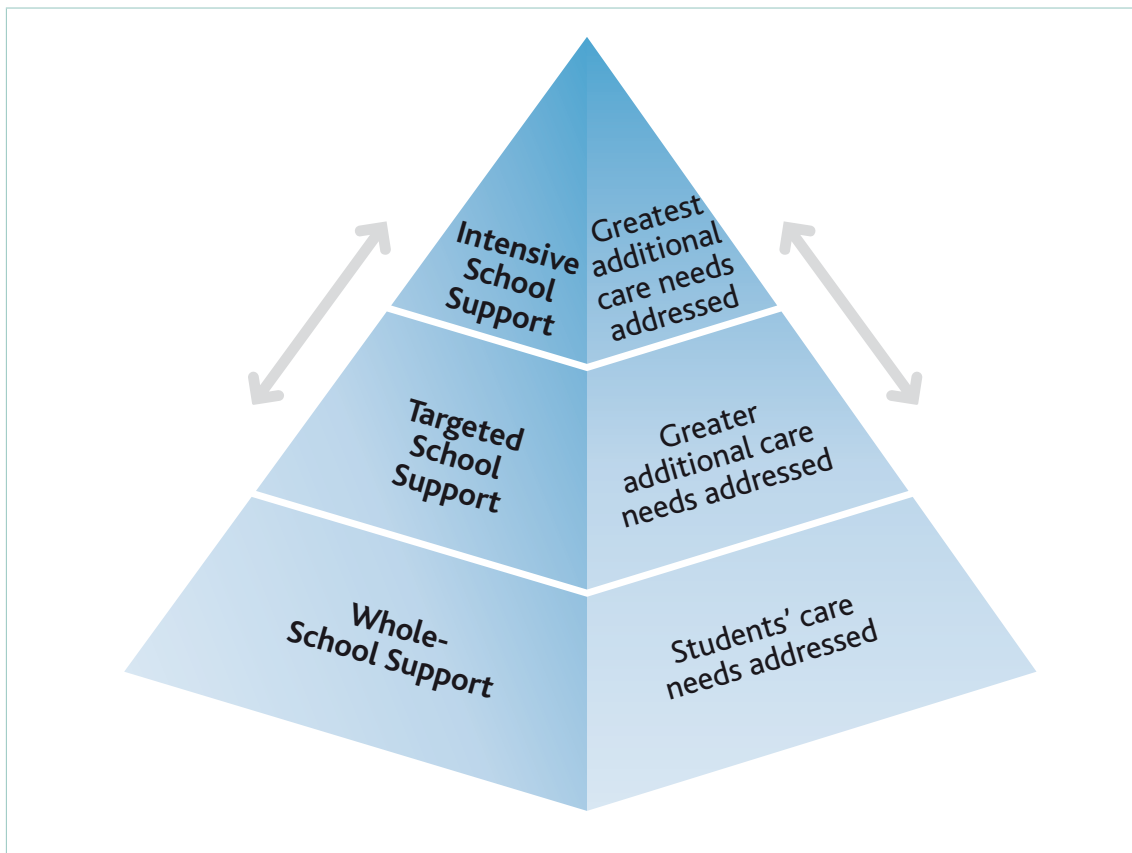 Intensive
School
Support
Greatest
additional
care needs
addressed
Targeted
School
Support
Greater
additional care
needs addressed
Whole-
School Support
Students’ care
needs addressed